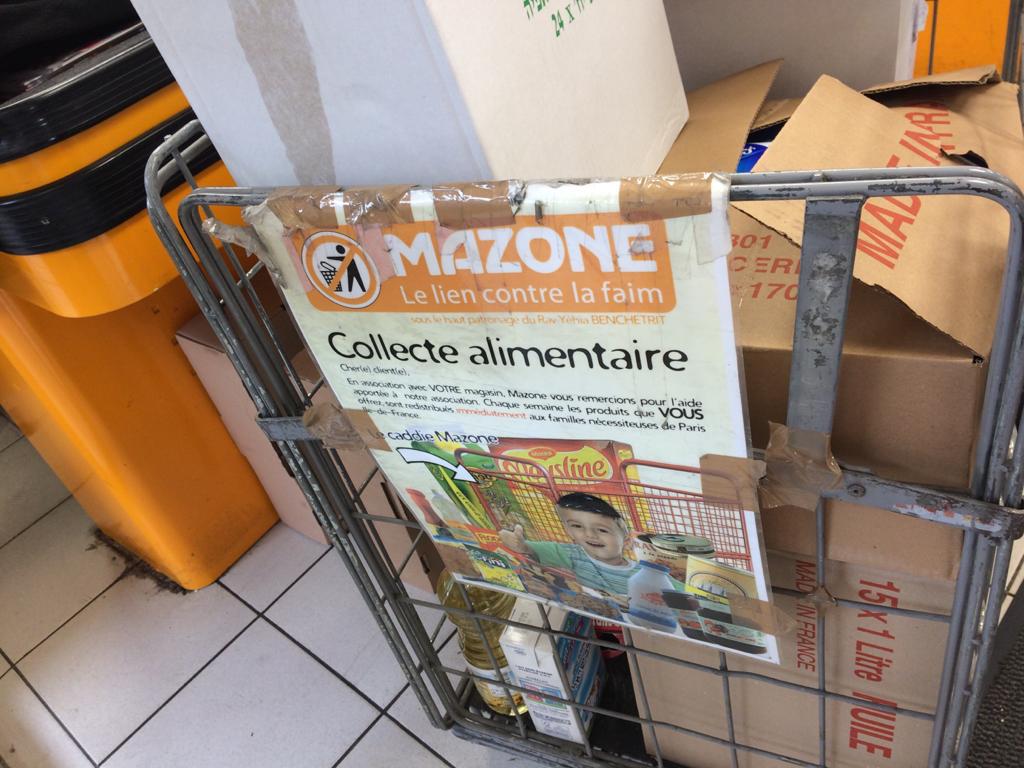 24 X
MAZONE
Le lien contre la faim
sous le haut patronage du Rav Yéhia BENCHETRIT
Collecte alimentaire
Cher(e) client(e),
En association avec VOTRE magasin, Mazone vous remercions pour l'aide
apportée à notre association. Chaque semaine les produits que VOUS
offrez, sont redistribués immédiatement aux familles nécessiteuses de Paris
Ile-de-France.
Le caddie Mazone
MADE IN FRANCE
15 x 1 Litre HUILE